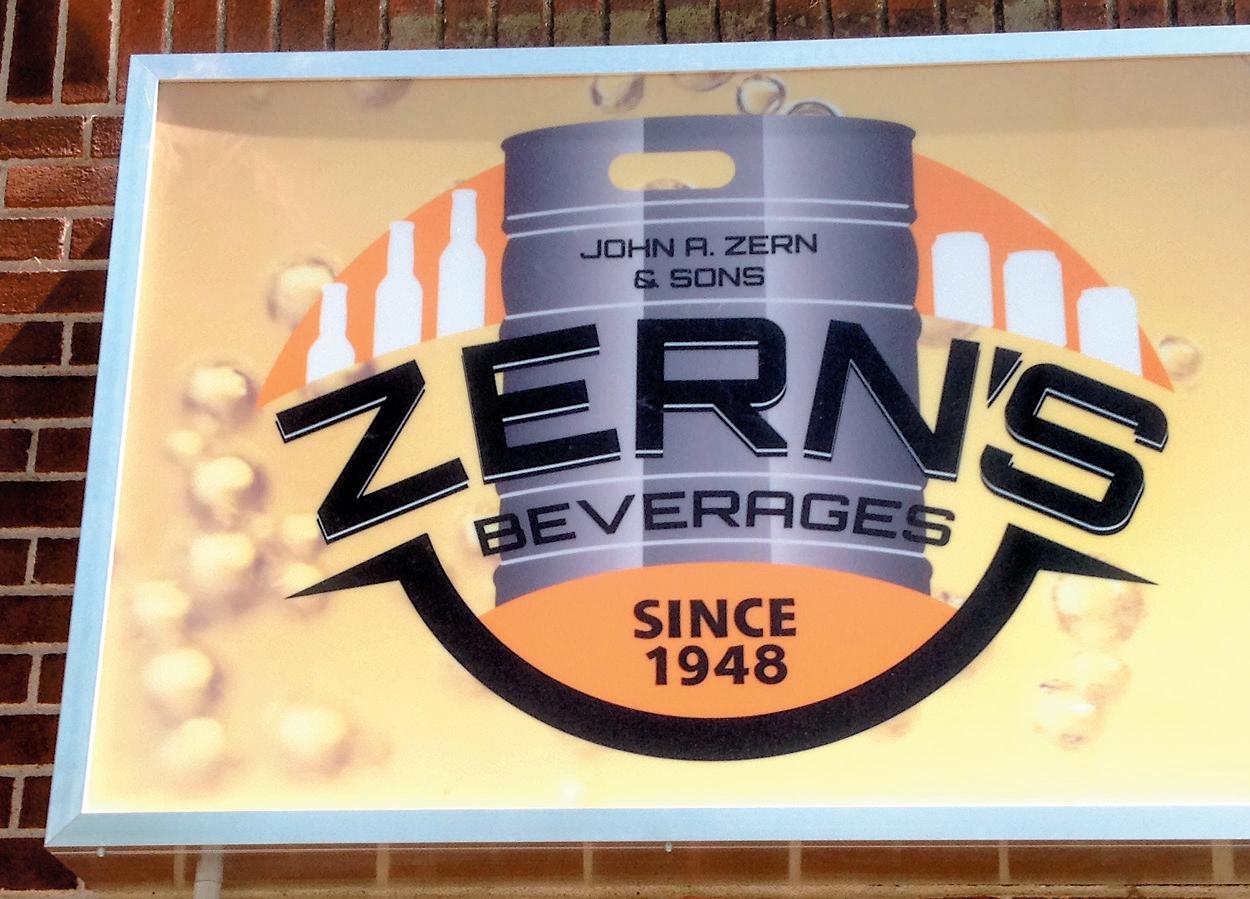 JOHN A. ZERN
& SONS
ZERN'S
BEVERAGES
SINCE
1948